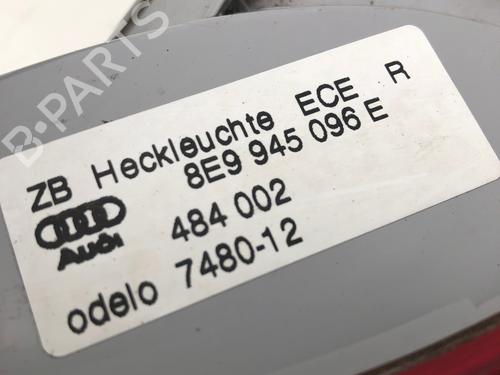 B-PARTS
ZB Heckleuchte ECE R
8E9 945 096 E
Audi
484 002
odelo 7480-12